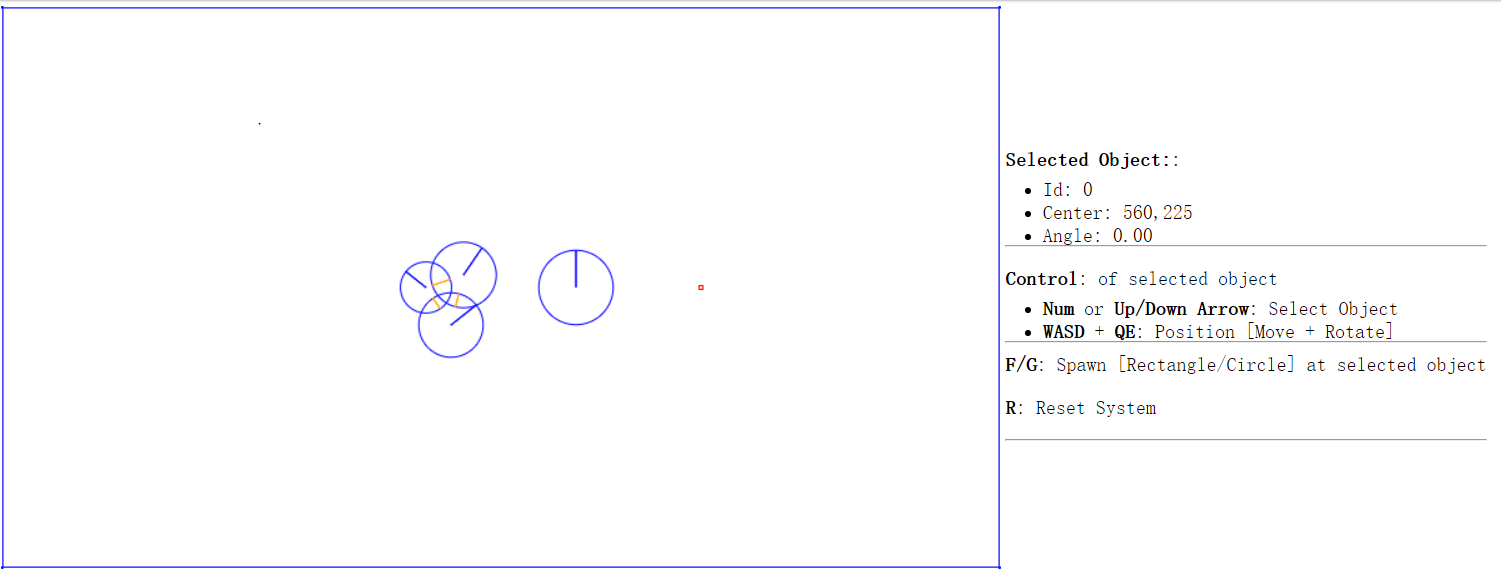 Selected Object::
Id: 0
Center: 560,225
Angle: 0.00
Control: of selected object
Num or Up/Down Arrow: Select Object
WASD + QE: Position [Move + Rotate]
F/G: Spawn [Rectangle/Circle] at selected object
R: Reset System